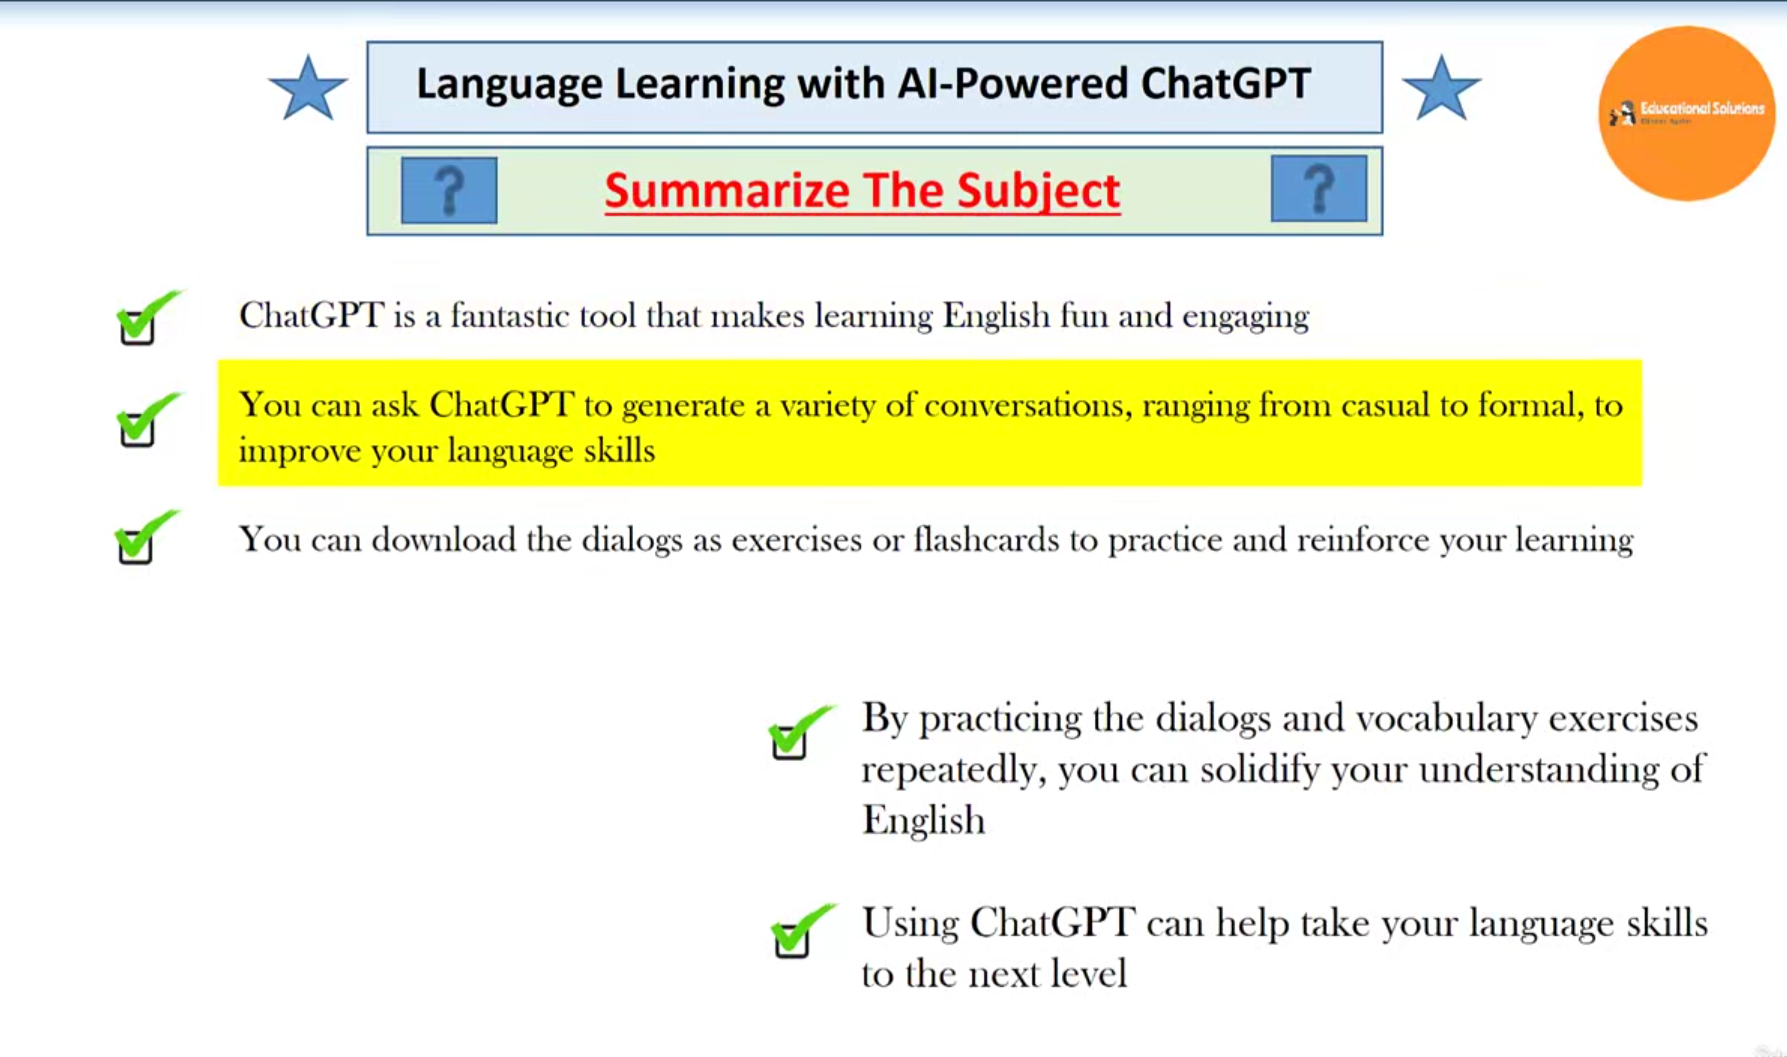 Language Learning with AI-Powered ChatGPT
Educational Solutions
? Summarize The Subject ?
ChatGPT is a fantastic tool that makes learning English fun and engaging
You can ask ChatGPT to generate a variety of conversations, ranging from casual to formal, to
improve your language skills
You can download the dialogs as exercises or flashcards to practice and reinforce your learning
By practicing the dialogs and vocabulary exercises
repeatedly, you can solidify your understanding of
English
Using ChatGPT can help take your language skills
to the next level